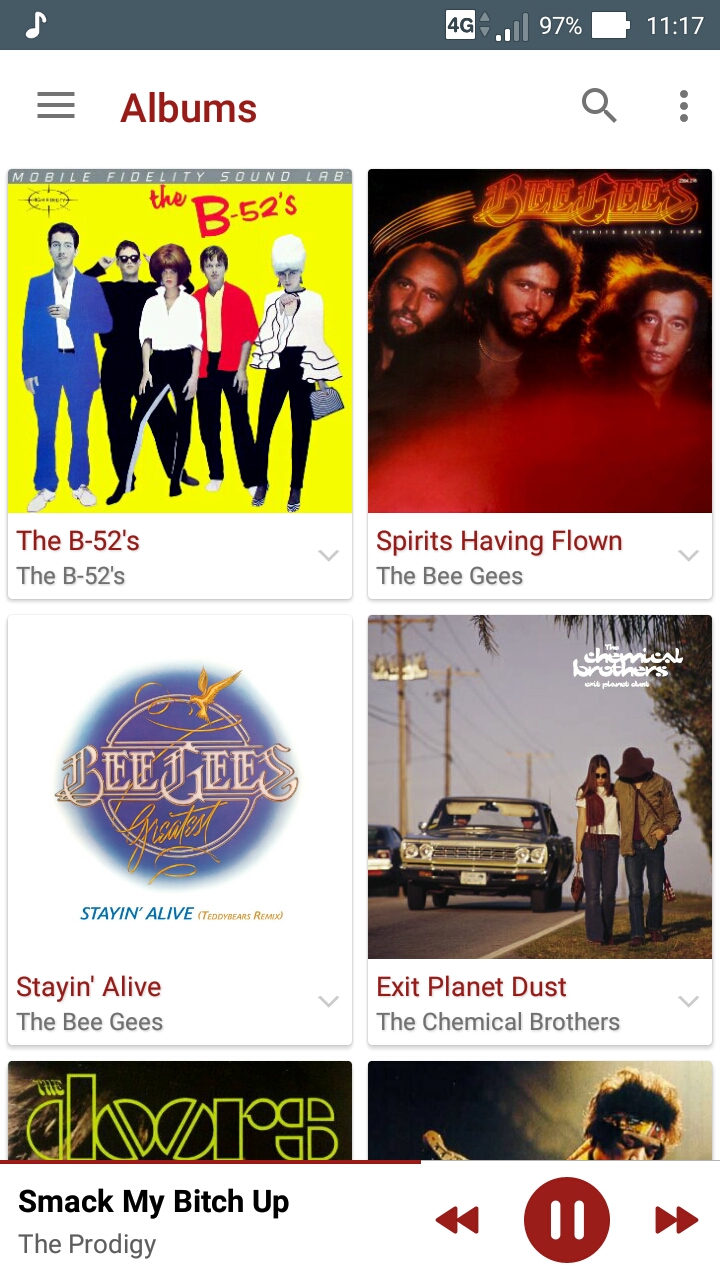 4G 97% 11:17
Albums
MOBILE FIDELITY SOUND LAB
the B-52's
BEE GEES
SPIRITS HAVING FLOWN
The B-52's
The B-52's
Spirits Having Flown
The Bee Gees
BEE GEES
Greatest
STAYIN' ALIVE (TEDDYBEARS REMIX)
The chemical brothers
exit planet dust
Stayin' Alive
The Bee Gees
Exit Planet Dust
The Chemical Brothers
THE doors
Smack My Bitch Up
The Prodigy